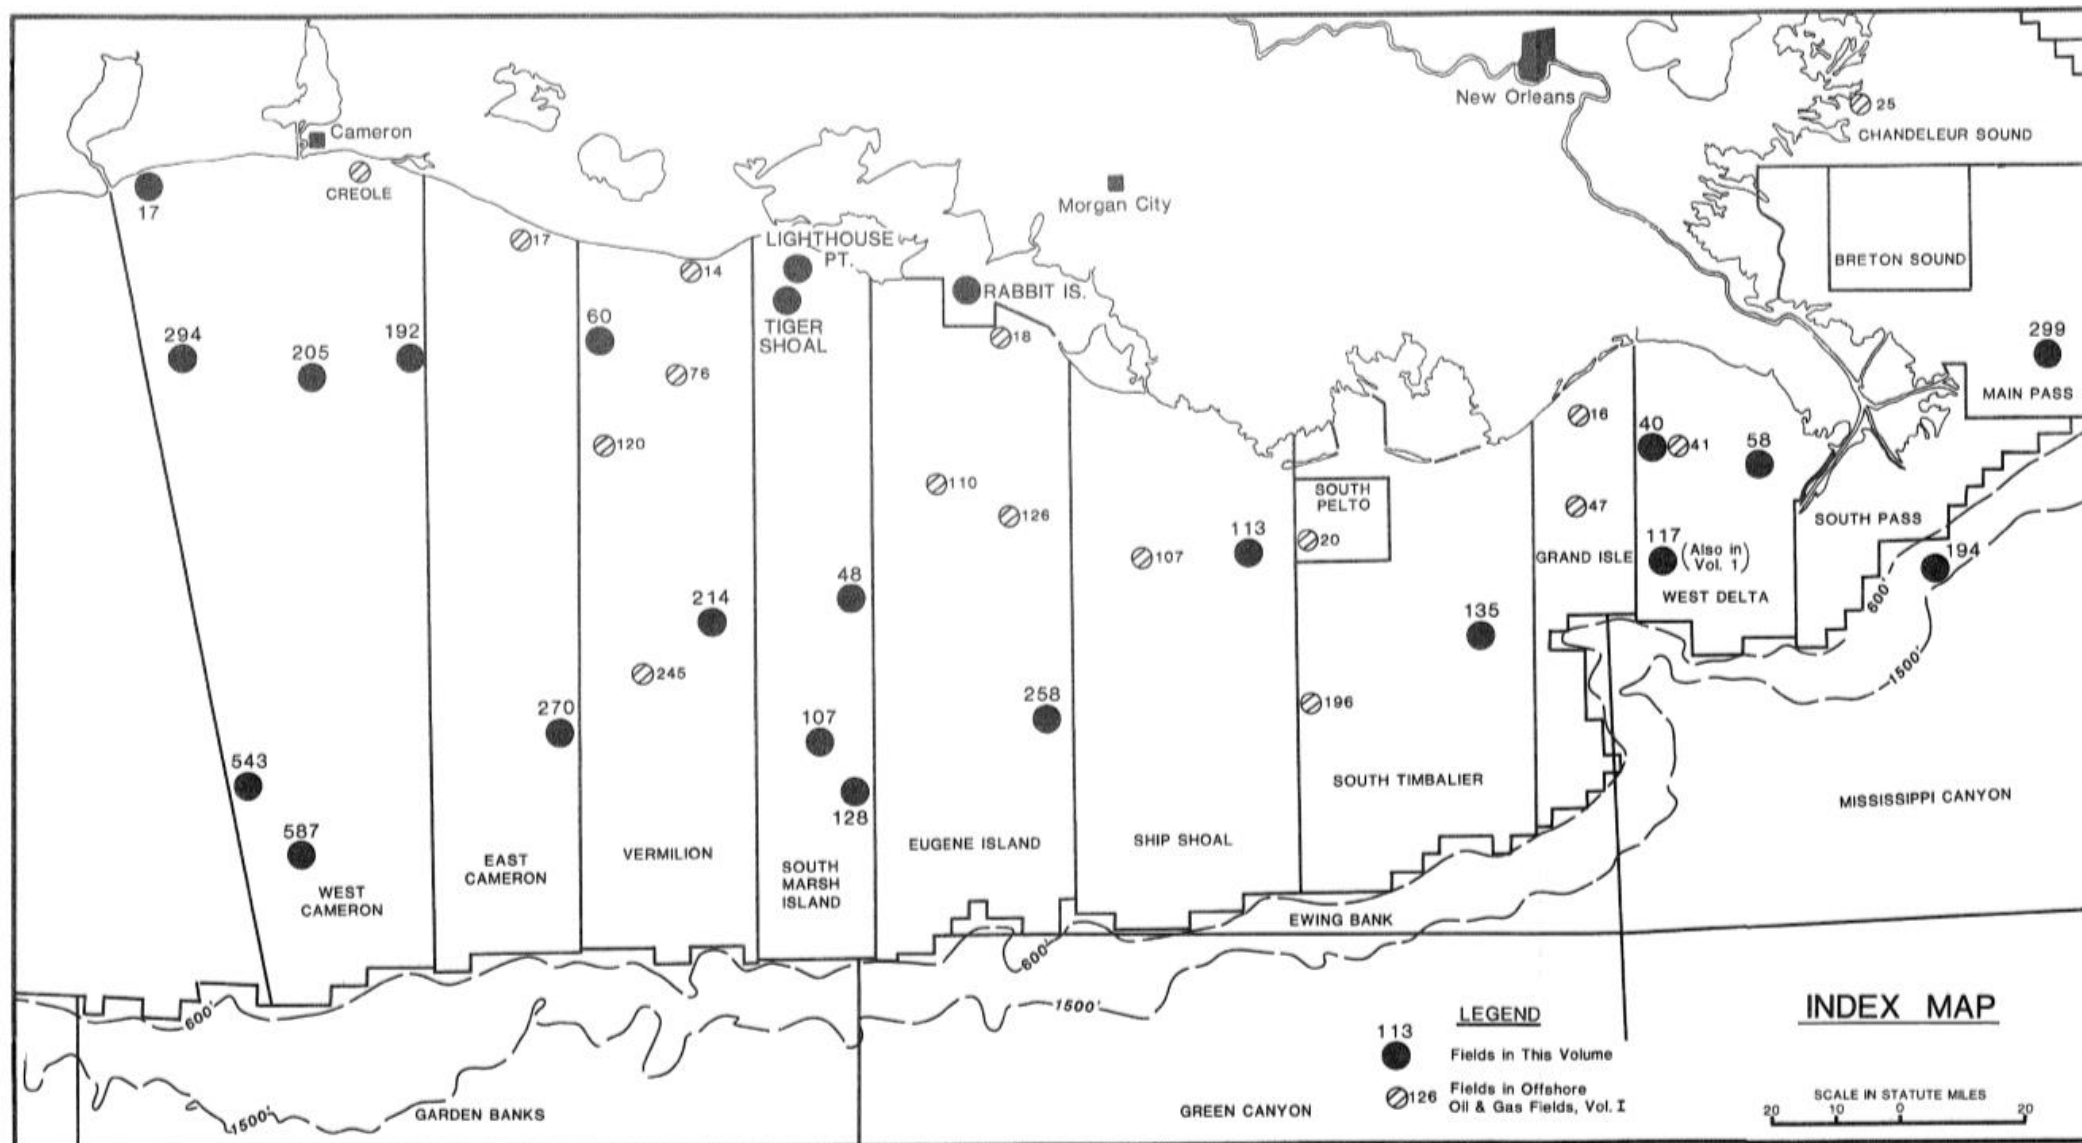 New Orleans
25
CHANDELEUR SOUND
Cameron
CREOLE
17
Morgan City
17
LIGHTHOUSE
PT.
14
BRETON SOUND
RABBIT IS.
TIGER
SHOAL
60
18
294
205
192
299
76
MAIN PASS
16
120
40
41
58
110
SOUTH
PELTO
126
47
SOUTH PASS
113
20
107
GRAND ISLE
117
(Also in
Vol. 1)
194
48
WEST DELTA
600'
214
135
245
1500'
258
196
270
107
543
SOUTH TIMBALIER
128
MISSISSIPPI CANYON
587
EUGENE ISLAND
SHIP SHOAL
VERMILION
EAST
CAMERON
SOUTH
MARSH
ISLAND
WEST
CAMERON
EWING BANK
600'
600'
1500'
INDEX MAP
LEGEND
113
Fields in This Volume
126
Fields in Offshore
Oil & Gas Fields, Vol. I
SCALE IN STATUTE MILES
20 10 0 20
1500'
GARDEN BANKS
GREEN CANYON